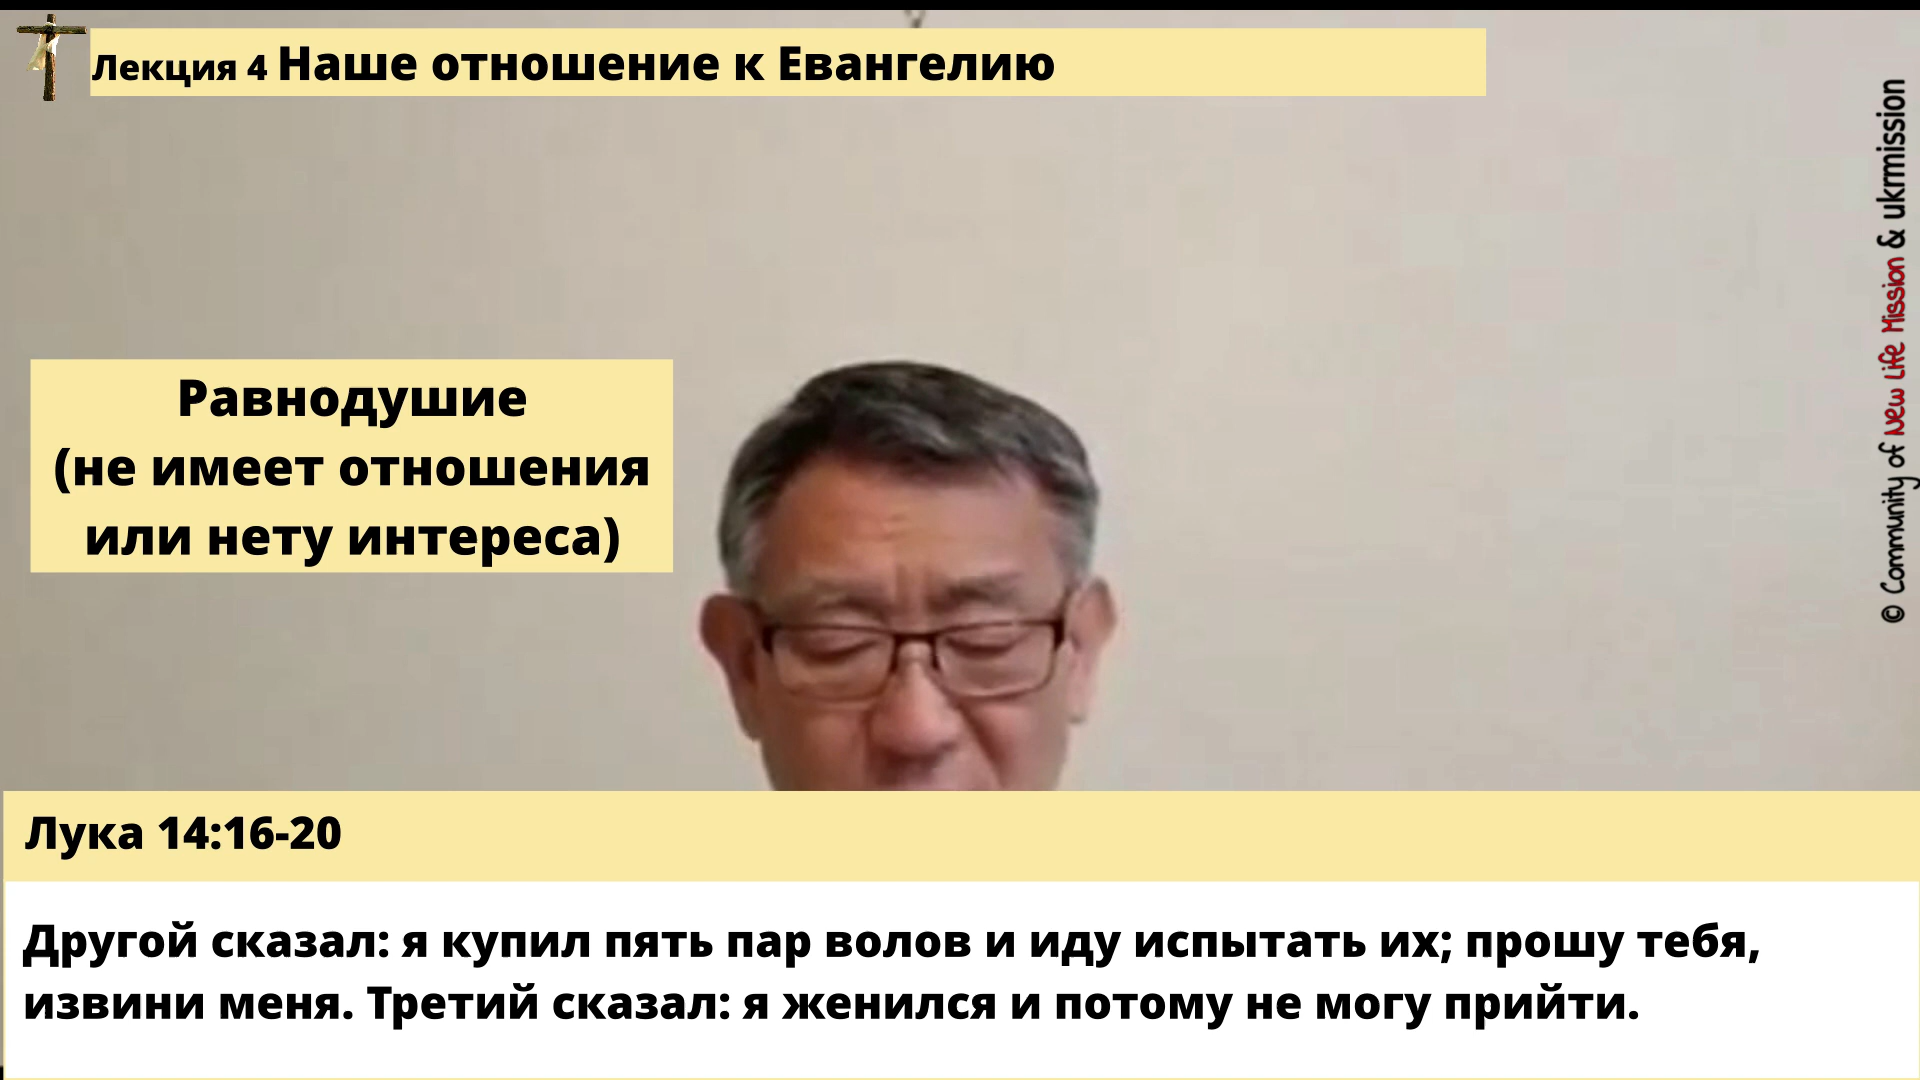 Лекция 4 Наше отношение к Евангелию
Равнодушие
(не имеет отношения
или нету интереса)
Лука 14:16-20
Другой сказал: я купил пять пар волов и иду испытать их; прошу тебя,
извини меня. Третий сказал: я женился и потому не могу прийти.
© Community of New Life Mission & ukrmission